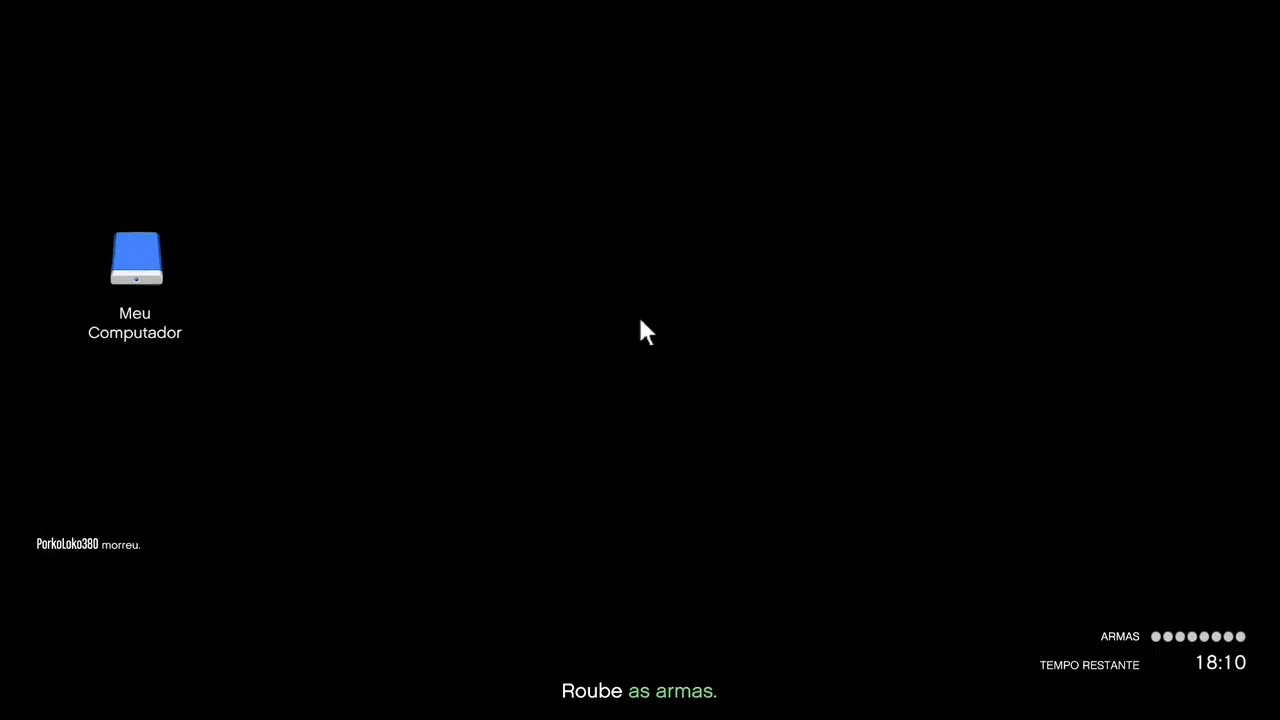 Meu
Computador
PorkoLoko380 morreu.
ARMAS
TEMPO RESTANTE 18:10
Roube as armas.